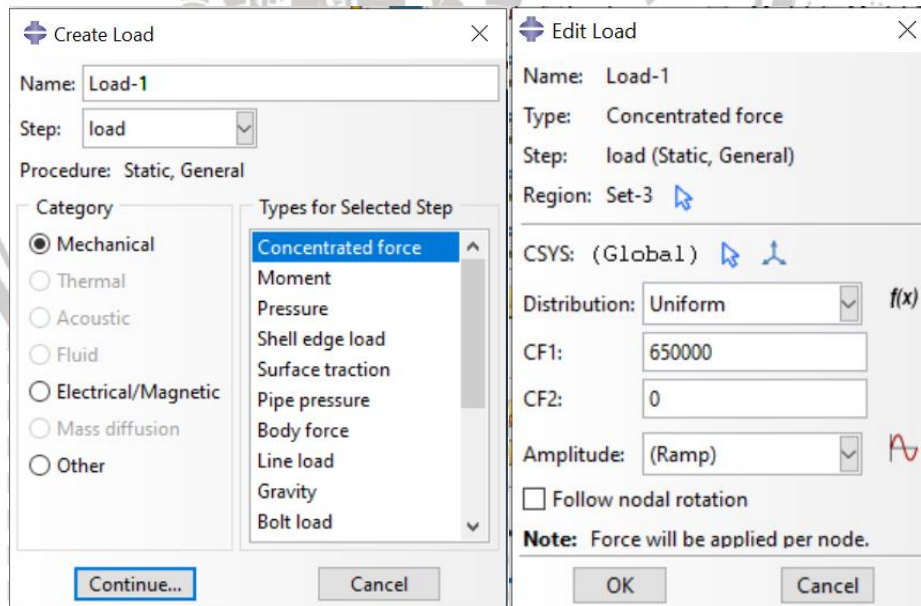 Create Load
Name: Load-1
Step: load
Procedure: Static, General
Category
Mechanical
Thermal
Acoustic
Fluid
Electrical/Magnetic
Mass diffusion
Other
Types for Selected Step
Concentrated force
Moment
Pressure
Shell edge load
Surface traction
Pipe pressure
Body force
Line load
Gravity
Bolt load
Continue...
Cancel
Edit Load
Name: Load-1
Type: Concentrated force
Step: load (Static, General)
Region: Set-3
CSYS: (Global)
Distribution: Uniform f(x)
CF1: 650000
CF2: 0
Amplitude: (Ramp)
Follow nodal rotation
Note: Force will be applied per node.
OK
Cancel